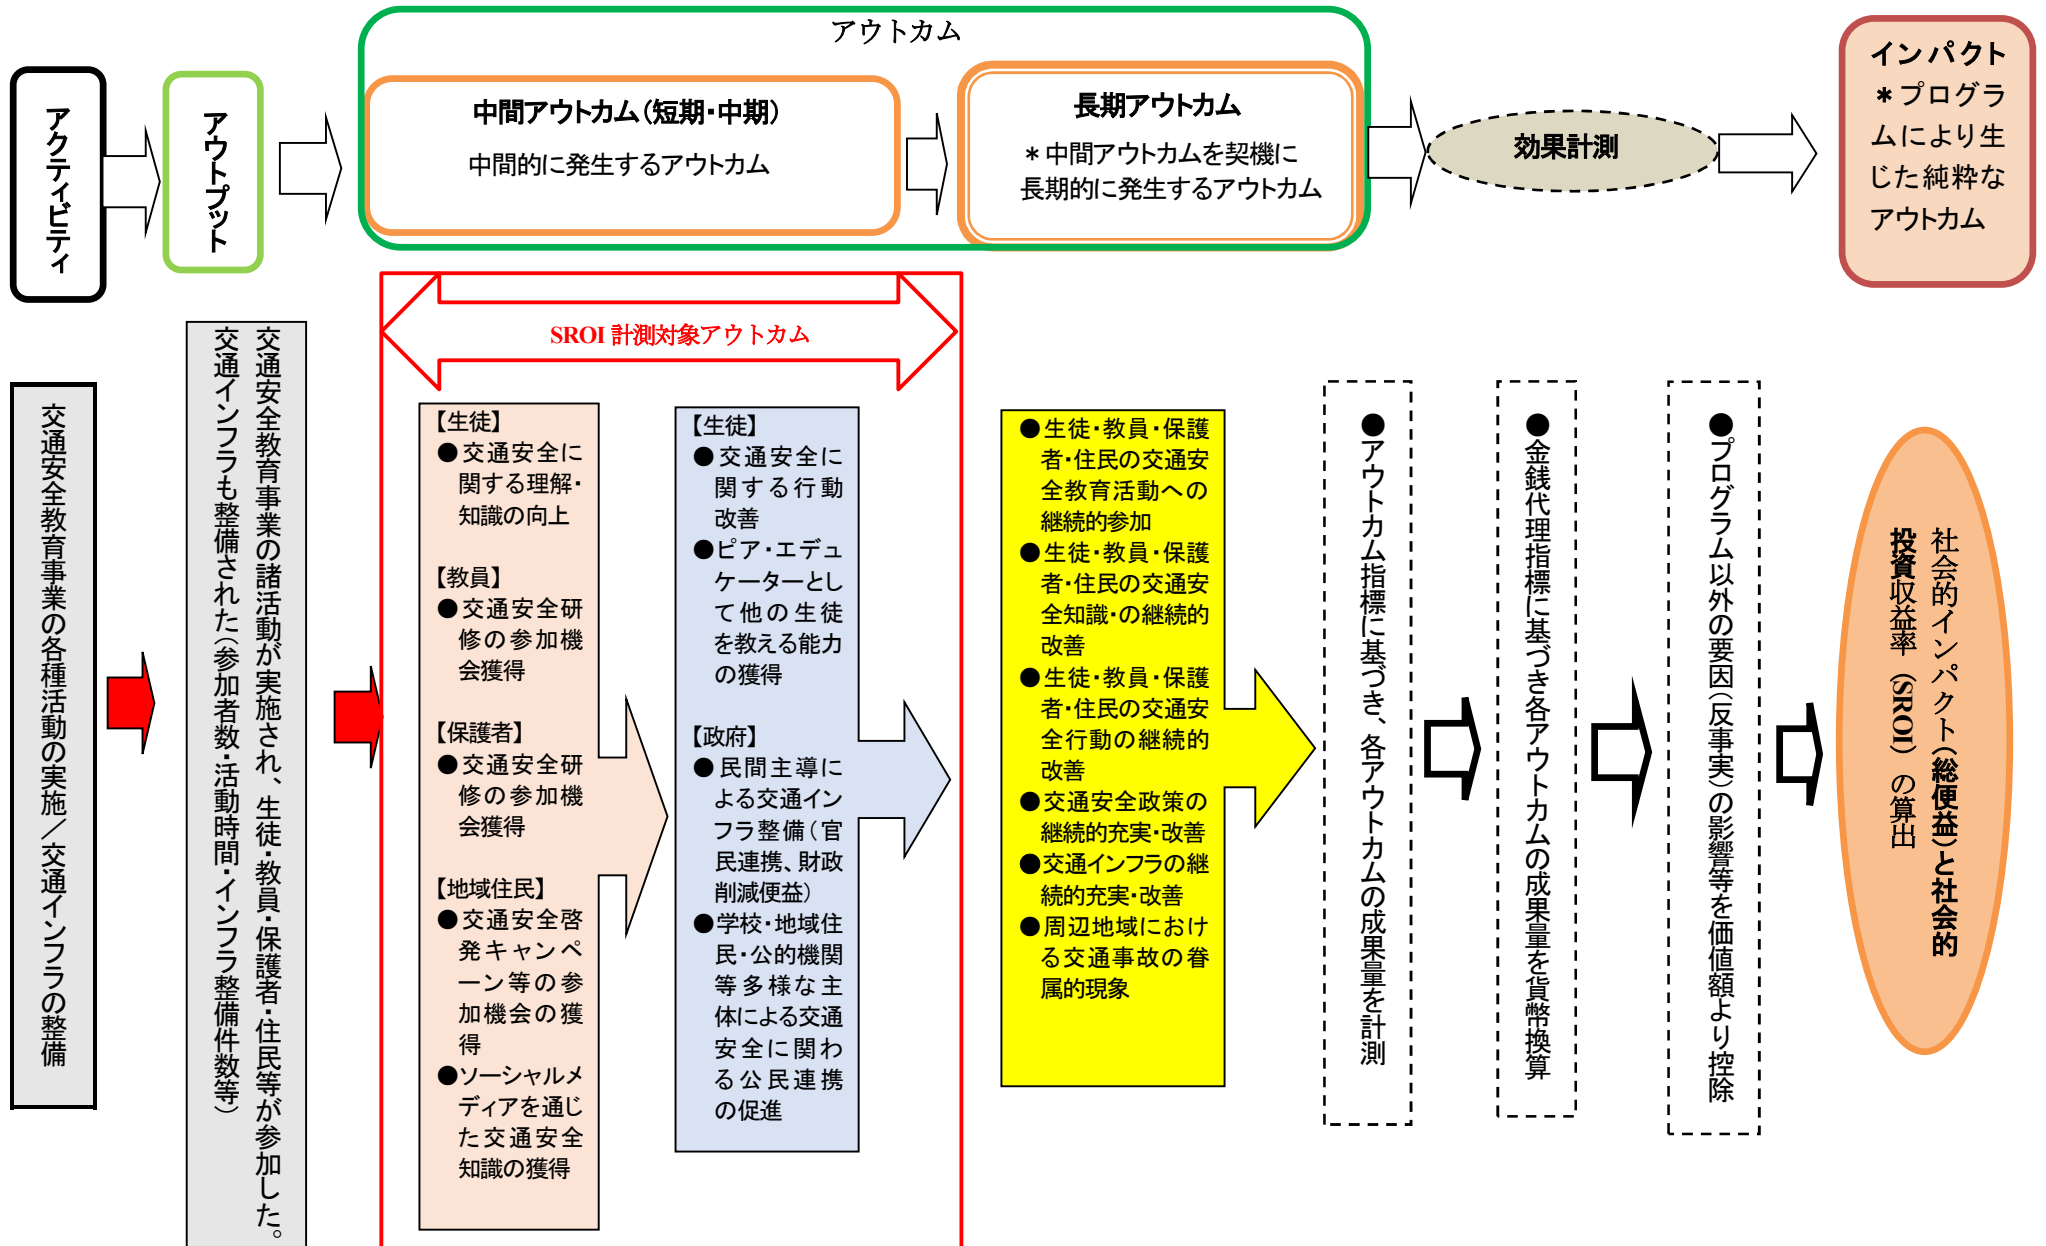 アウトカム
アクティビティ
アウトプット
中間アウトカム（短期・中期）
中間的に発生するアウトカム
長期アウトカム
＊中間アウトカムを契機に
長期的に発生するアウトカム
効果計測
インパクト
＊プログラ
ムにより生
じた純粋な
アウトカム
SROI 計測対象アウトカム
交通安全教育事業の各種活動の実施／交通インフラの整備
交通安全教育事業の諸活動が実施され、生徒・教員・保護者・住民等が参加した。
交通インフラも整備された（参加者数・活動時間・インフラ整備件数等）
【生徒】
●交通安全に
関する理解・
知識の向上
【教員】
●交通安全研
修の参加機
会獲得
【保護者】
●交通安全研
修の参加機
会獲得
【地域住民】
●交通安全啓
発キャンペ
ーン等の参
加機会の獲
得
●ソーシャルメ
ディアを通じ
た交通安全
知識の獲得
【生徒】
●交通安全に
関する行動
改善
●ピア・エデュ
ケーターとし
て他の生徒
を教える能力
の獲得
【政府】
●民間主導に
よる交通イン
フラ整備（官
民連携、財政
削減便益）
●学校・地域住
民・公的機関
等多様な主
体による交通
安全に関わ
る公民連携
の促進
●生徒・教員・保護
者・住民の交通安
全教育活動への
継続的参加
●生徒・教員・保護
者・住民の交通安
全知識・の継続的
改善
●生徒・教員・保護
者・住民の交通安
全行動の継続的
改善
●交通安全政策の
継続的充実・改善
●交通インフラの継
続的充実・改善
●周辺地域におけ
る交通事故の眷
属的現象
●アウトカム指標に基づき、各アウトカムの成果量を計測
●金銭代理指標に基づき各アウトカムの成果量を貨幣換算
●プログラム以外の要因（反事実）の影響等を価値額より控除
社会的インパクト（総便益）と社会的
投資収益率（SROI）の算出